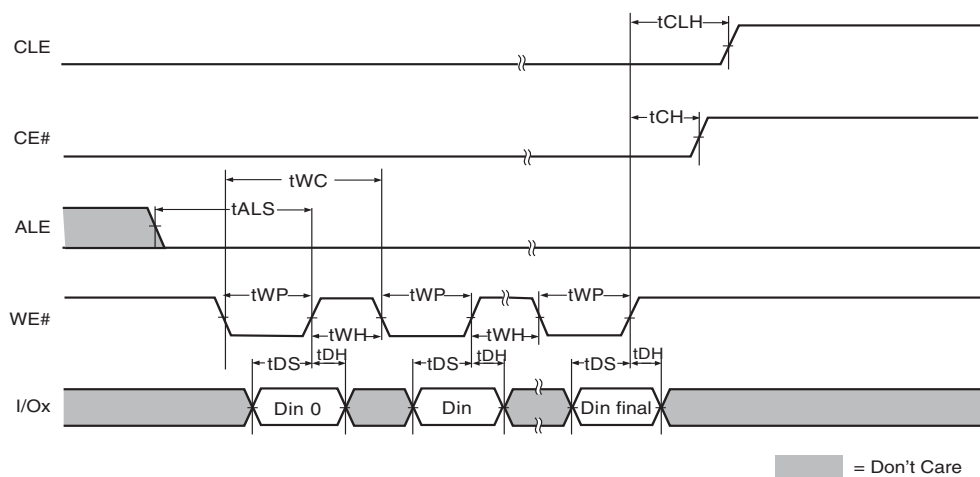 tCLH
CLE
tCH
CE#
tWC
tALS
ALE
tWP tWP tWP
WE#
tWH tWH
tDS tDH tDS tDH tDS tDH
I/Ox Din 0 Din Din final
= Don't Care